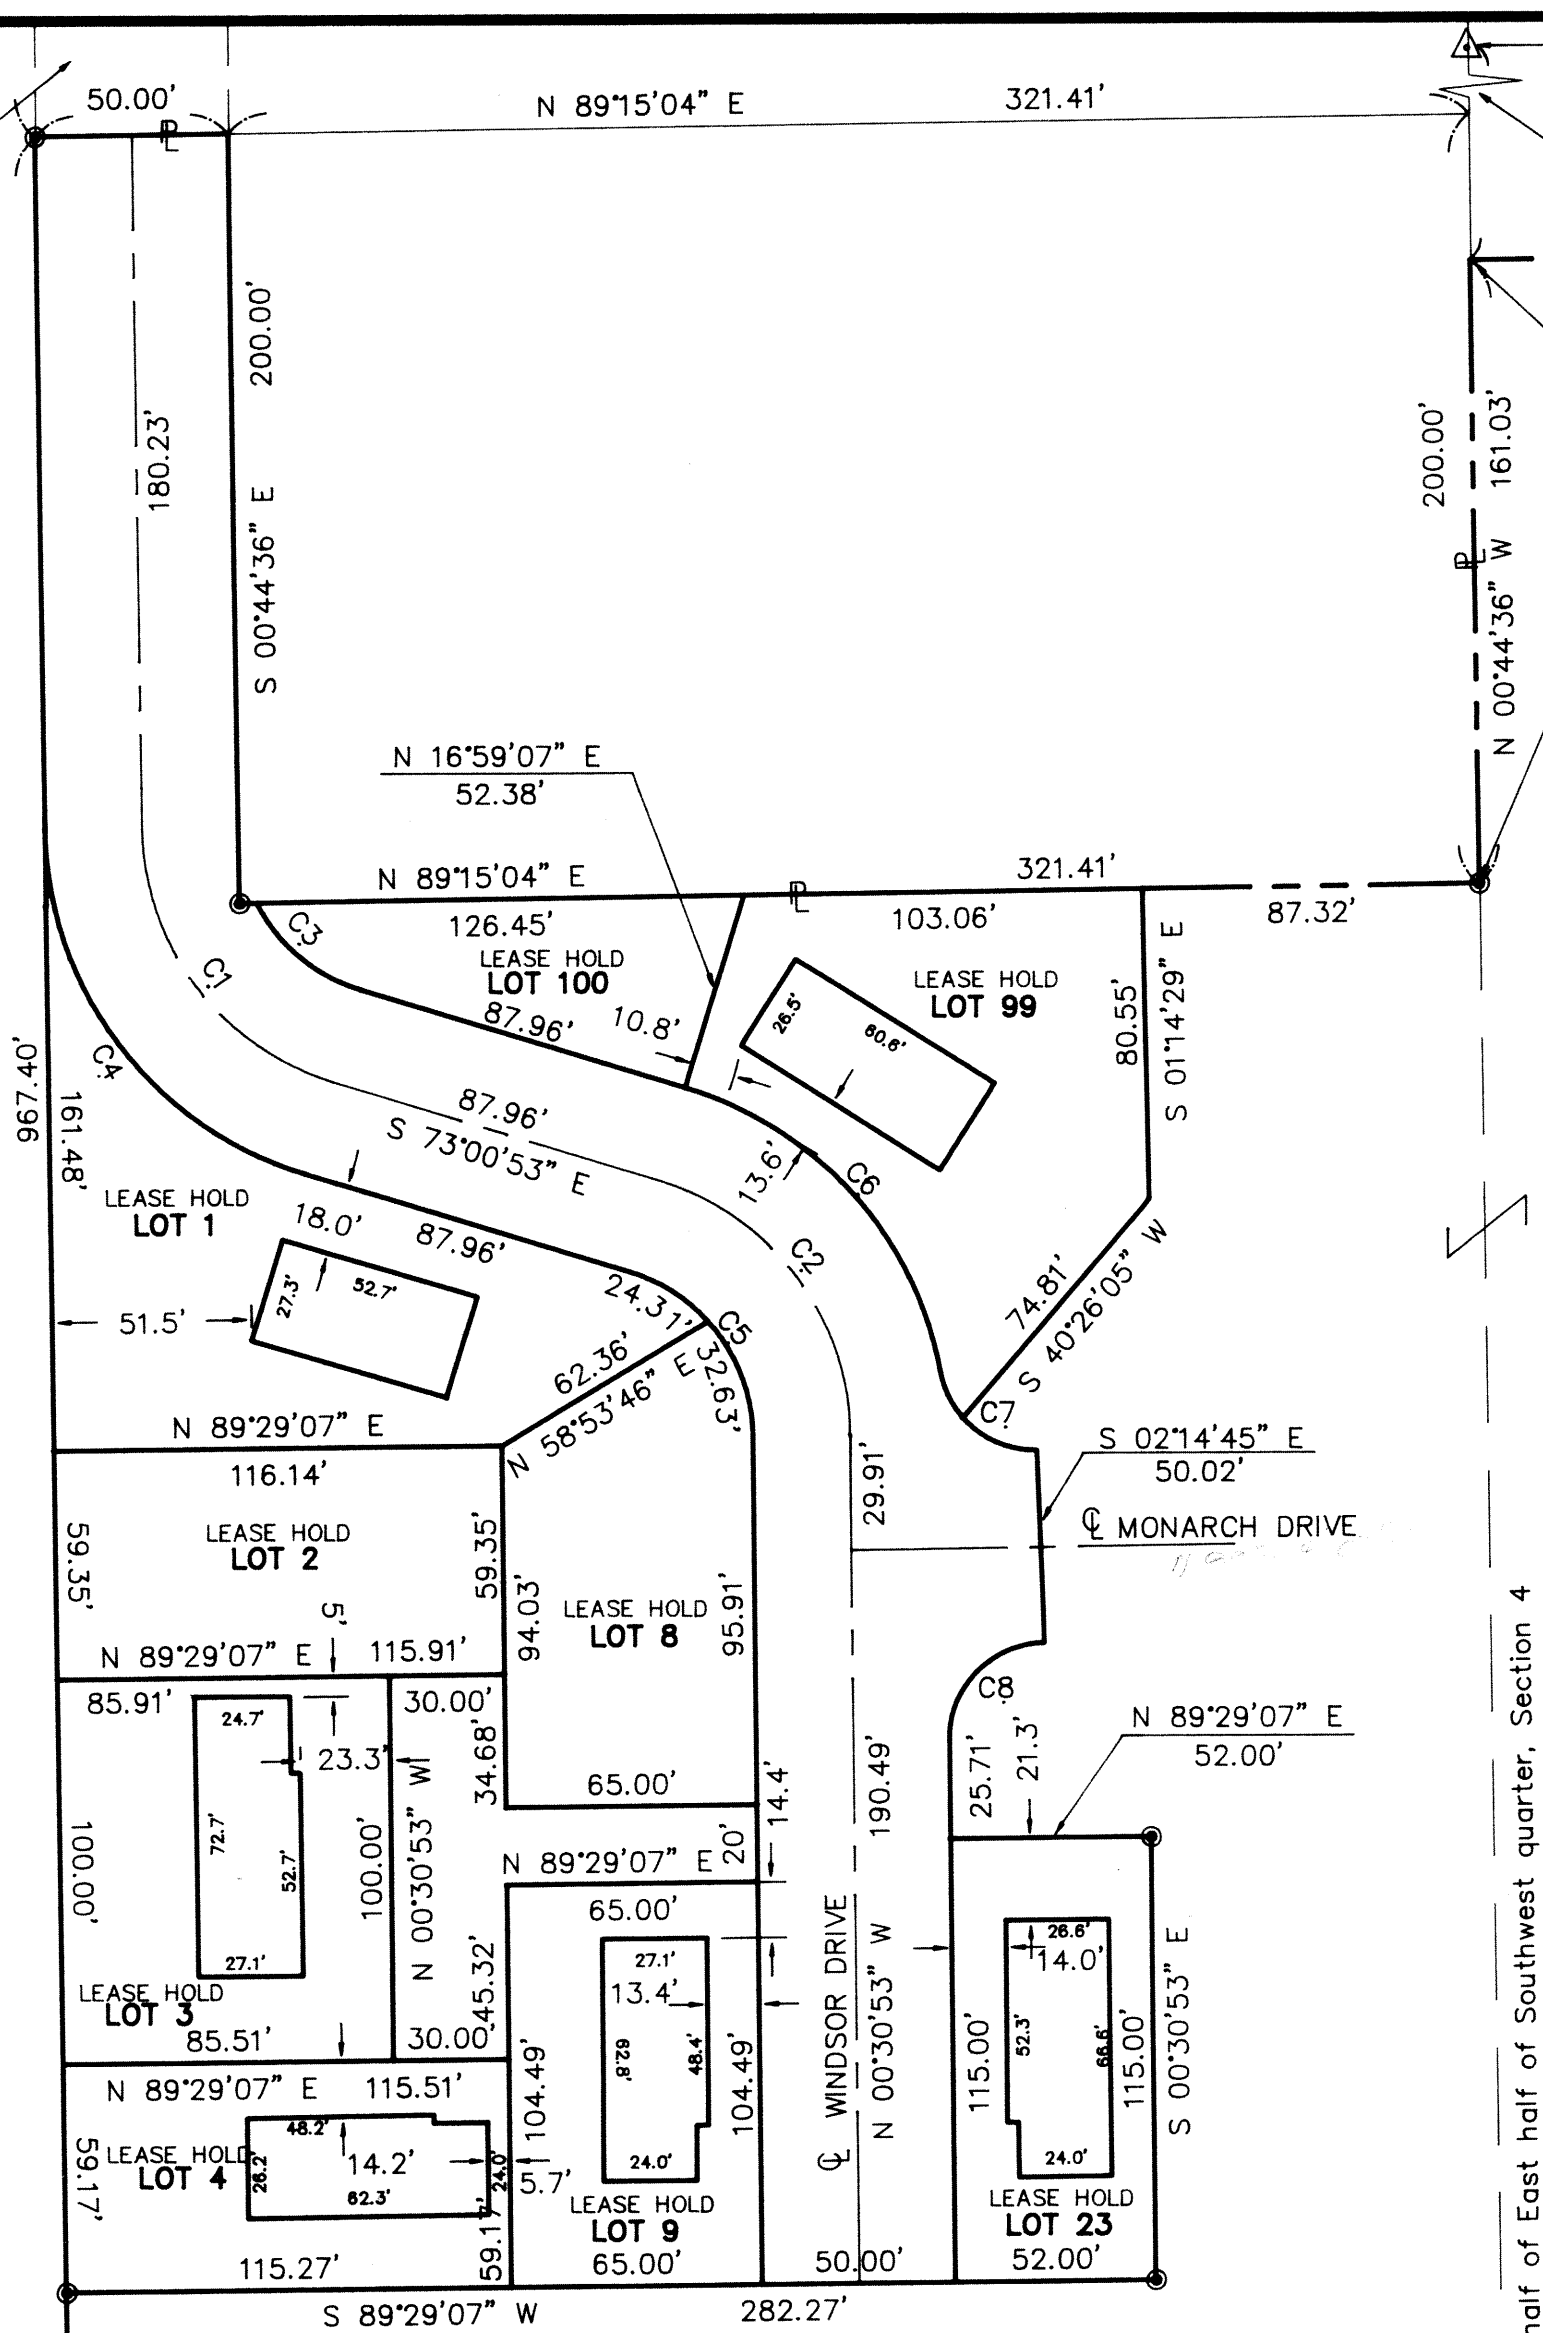 50.00'
N 89°15'04" E
321.41'
PL
200.00'
S 00°44'36" E
180.23'
200.00'
161.03'
N 00°44'36" W
PL
N 16°59'07" E
52.38'
N 89°15'04" E
PL
321.41'
126.45'
103.06'
87.32'
C3
C1
LEASE HOLD
LOT 100
87.96'
10.8'
26.5'
60.6'
LEASE HOLD
LOT 99
80.55'
S 01°14'29" E
967.40'
161.48'
C4
87.96'
S 73°00'53" E
13.6'
C6
C2
LEASE HOLD
LOT 1
18.0'
87.96'
27.3'
52.7'
51.5'
24.31'
C5
32.63'
62.36'
N 58°53'46" E
74.81'
S 40°26'05" W
C7
N 89°29'07" E
116.14'
S 02°14'45" E
50.02'
29.91'
CL MONARCH DRIVE
LEASE HOLD
LOT 2
59.35'
59.35'
5'
94.03'
LEASE HOLD
LOT 8
95.91'
N 89°29'07" E
115.91'
85.91'
30.00'
24.7'
23.3'
34.68'
65.00'
14.4'
190.49'
C8
25.71'
21.3'
N 89°29'07" E
52.00'
72.7'
52.7'
100.00'
100.00'
N 00°30'53" W
27.1'
LEASE HOLD
LOT 3
85.51'
30.00'
45.32'
N 89°29'07" E
20'
65.00'
27.1'
13.4'
62.8'
48.4'
24.0'
104.49'
104.49'
LEASE HOLD
LOT 9
65.00'
CL WINDSOR DRIVE
N 00°30'53" W
50.00'
26.6'
14.0'
52.3'
66.6'
24.0'
115.00'
115.00'
S 00°30'53" E
LEASE HOLD
LOT 23
52.00'
N 89°29'07" E
115.51'
48.2'
26.2'
14.2'
62.3'
24.0'
5.7'
LEASE HOLD
LOT 4
59.17'
59.17'
115.27'
S 89°29'07" W
282.27'
half of East half of Southwest quarter, Section 4